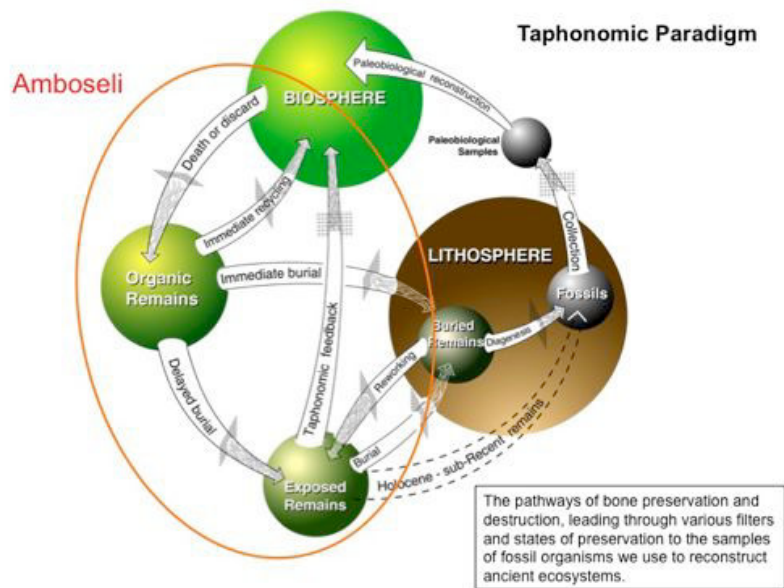 Taphonomic Paradigm
Amboseli
BIOSPHERE
Paleobiological reconstruction
Paleobiological
Samples
Death or discard
Immediate recycling
Collection
Organic
Remains
Immediate burial
LITHOSPHERE
Fossils
Buried
Remains
Diagenesis
Taphonomic feedback
Reworking
Delayed burial
Burial
Exposed
Remains
Holocene - sub-Recent remains
The pathways of bone preservation and
destruction, leading through various filters
and states of preservation to the samples
of fossil organisms we use to reconstruct
ancient ecosystems.